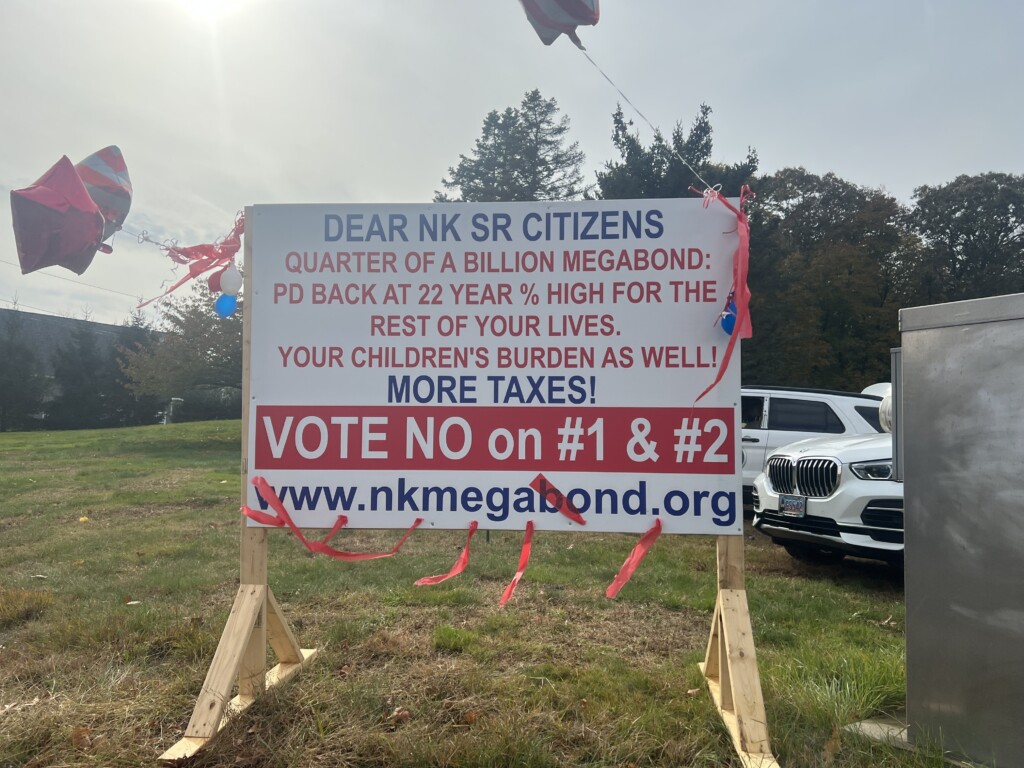 DEAR NK SR CITIZENS
QUARTER OF A BILLION MEGABOND:
PD BACK AT 22 YEAR % HIGH FOR THE
REST OF YOUR LIVES.
YOUR CHILDREN'S BURDEN AS WELL!
MORE TAXES!
VOTE NO on #1 & #2
www.nkmegabond.org